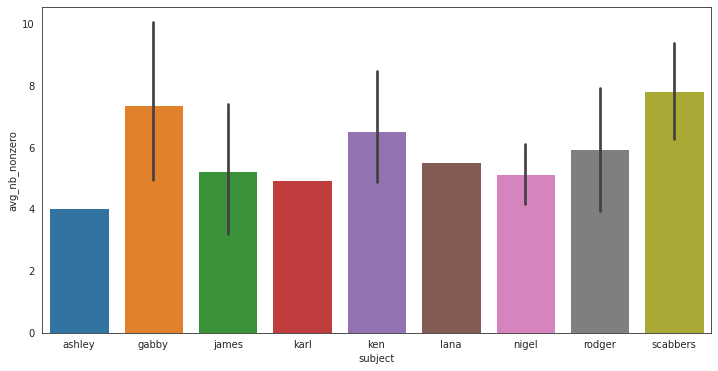 10
8
6
4
2
0
avg_nb_nonzero
ashley gabby james karl ken lana nigel rodger scabbers
subject